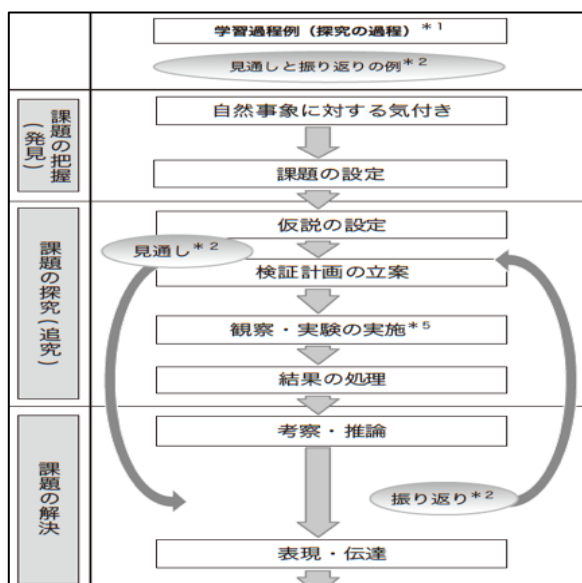 学習過程例（探究の過程）＊1
見通しと振り返りの例＊2
課題の把握
（発見）
自然事象に対する気付き
課題の設定
課題の探究（追究）
仮説の設定
見通し＊2
検証計画の立案
観察・実験の実施＊5
結果の処理
課題の解決
考察・推論
振り返り＊2
表現・伝達